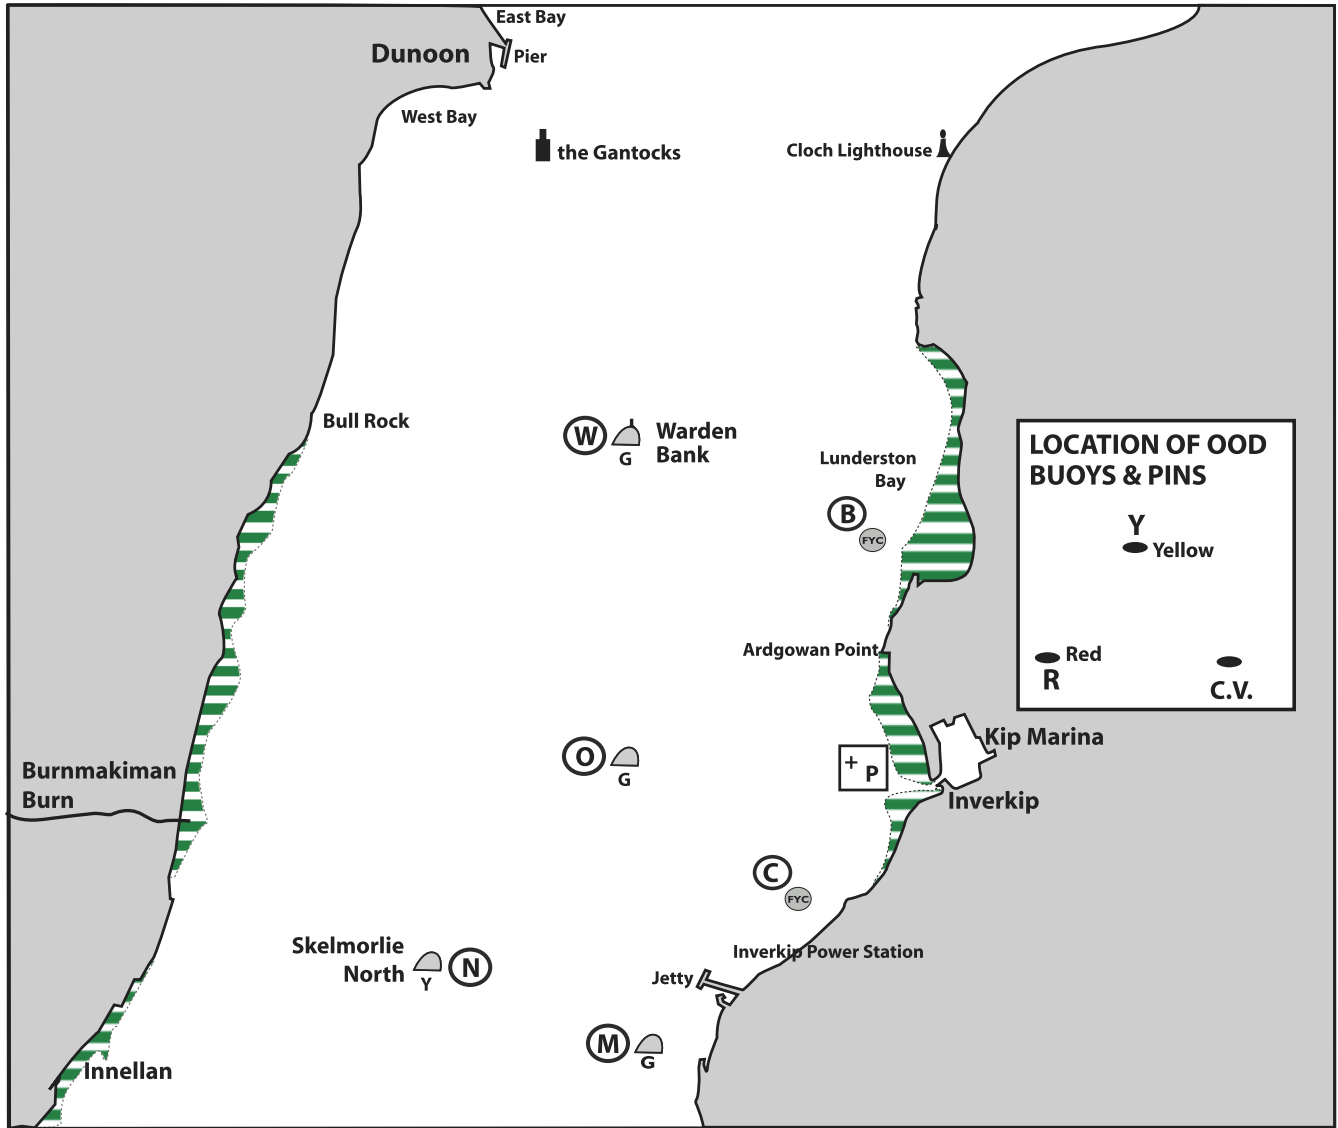 East Bay
Dunoon
Pier
West Bay
the Gantocks
Cloch Lighthouse
Bull Rock
W
G
Warden
Bank
Lunderston
Bay
B
FYC
LOCATION OF OOD
BUOYS & PINS
Y
Yellow
Red
R
C.V.
Ardgowan Point
Kip Marina
O
G
+ P
Inverkip
Burnmakiman
Burn
C
FYC
Skelmorlie
North
Y
N
Inverkip Power Station
Jetty
M
G
Innellan